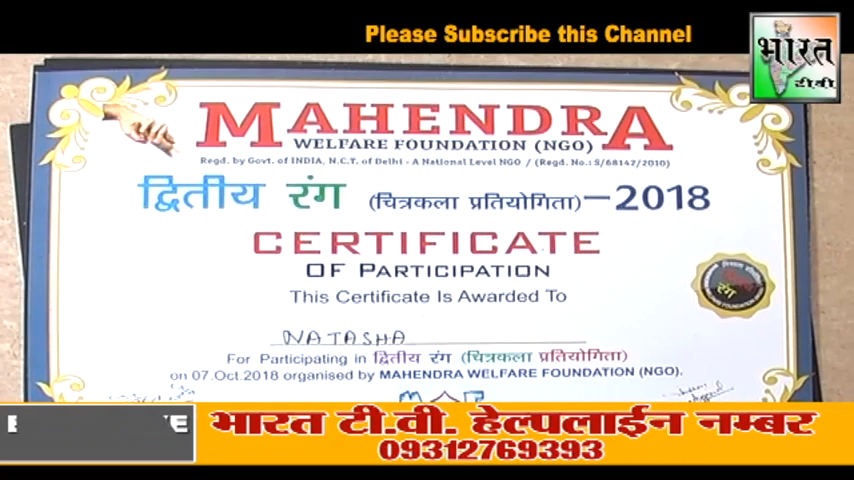 Please Subscribe this Channel
भारत
टी वी
MAHENDRA
WELFARE FOUNDATION (NGO)
Regd. by Govt. of INDIA, N.C.T. of Delhi - A National Level NGO / (Regd. No.: S/68142/2010)
द्वितीय रंग (चित्रकला प्रतियोगिता)-2018
CERTIFICATE
OF PARTICIPATION
This Certificate Is Awarded To
NATASHA
For Participating in द्वितीय रंग (चित्रकला प्रतियोगिता)
on 07.Oct.2018 organised by MAHENDRA WELFARE FOUNDATION (NGO).
भारत टी.वी. हेल्पलाईन नम्बर
09312769393